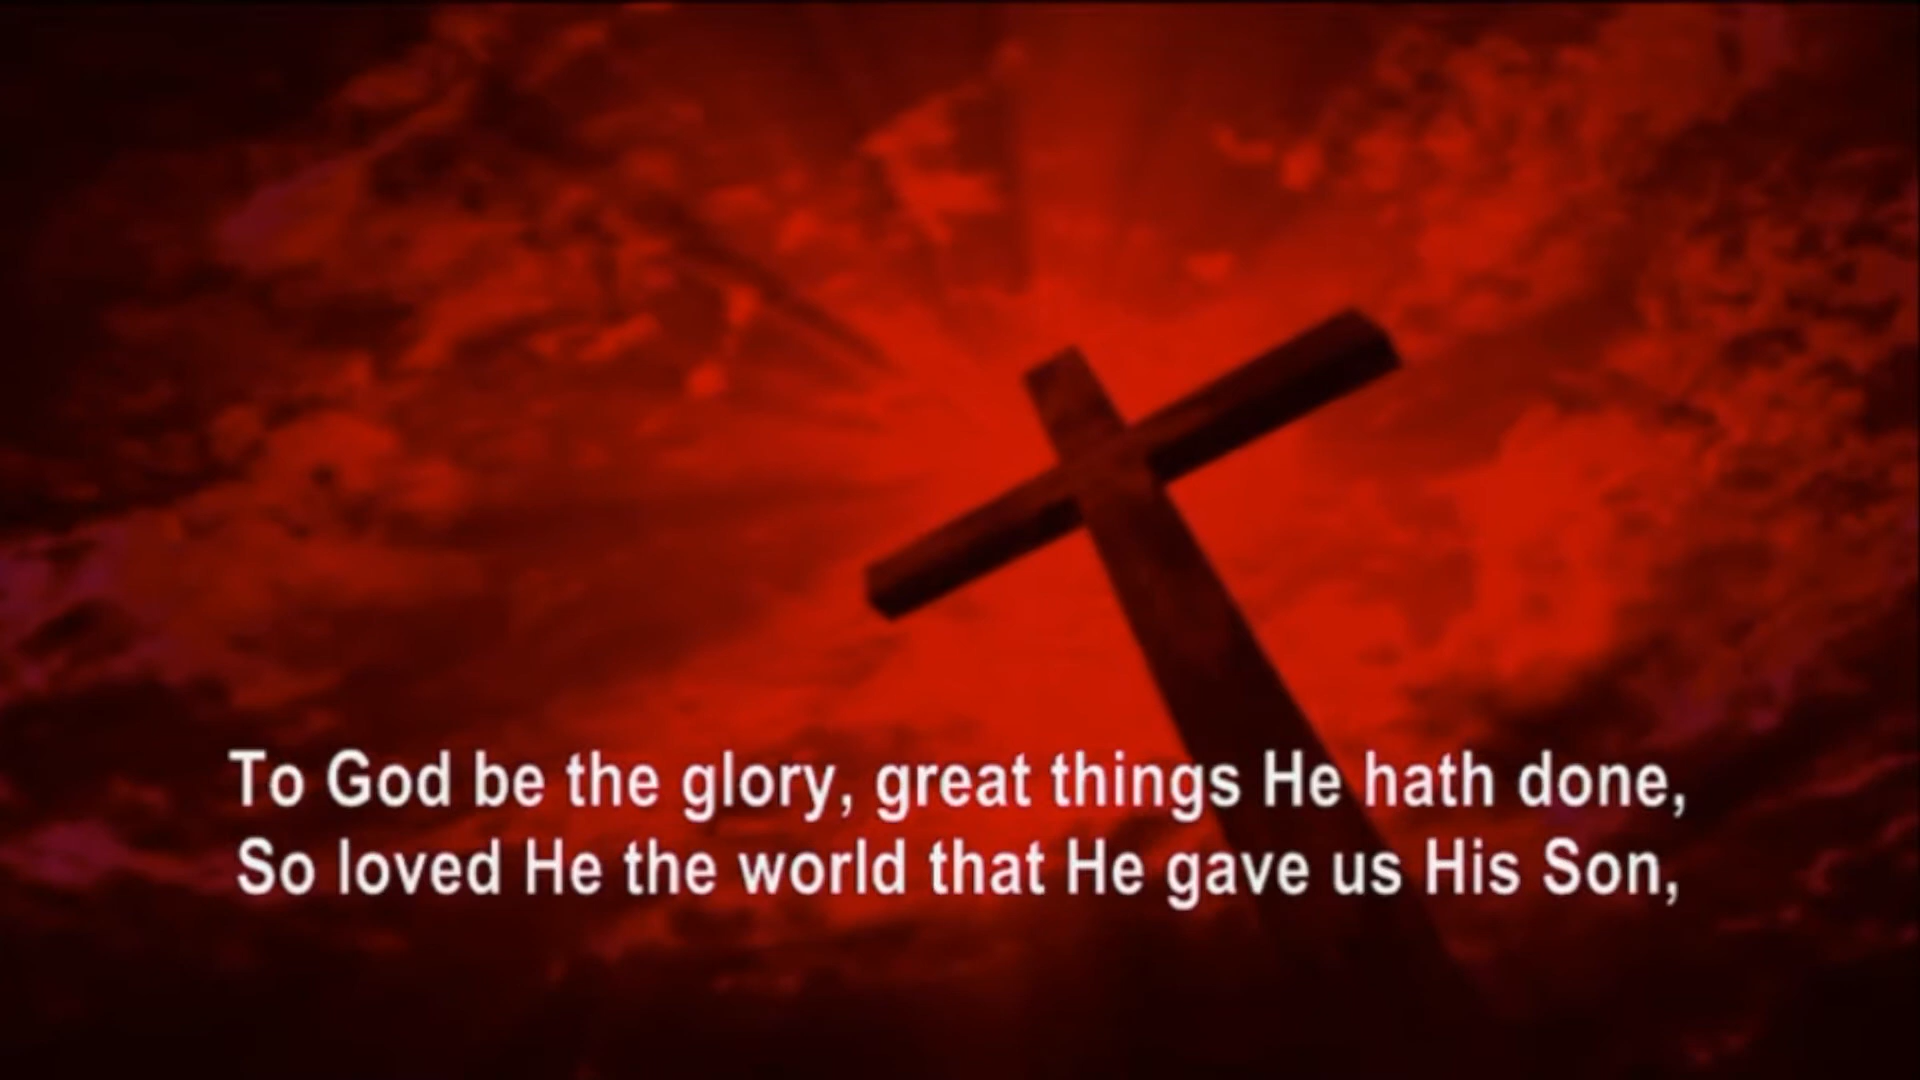 To God be the glory, great things He hath done,
So loved He the world that He gave us His Son,